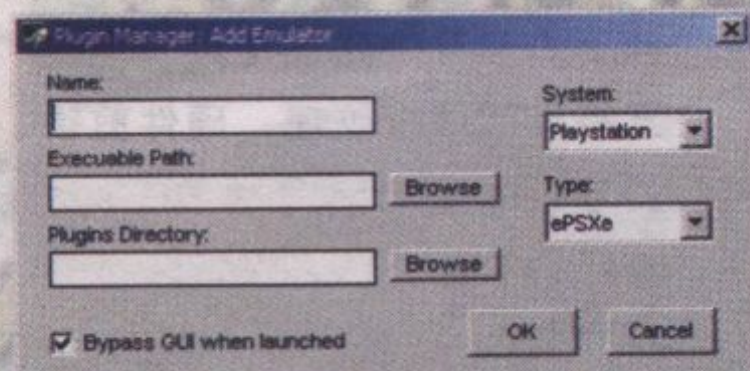 Plugin Manager: Add Emulator
Name:
System:
Playstation
Execuable Path:
Browse
Type:
ePSXe
Plugins Directory:
Browse
Bypass GUI when launched
OK
Cancel